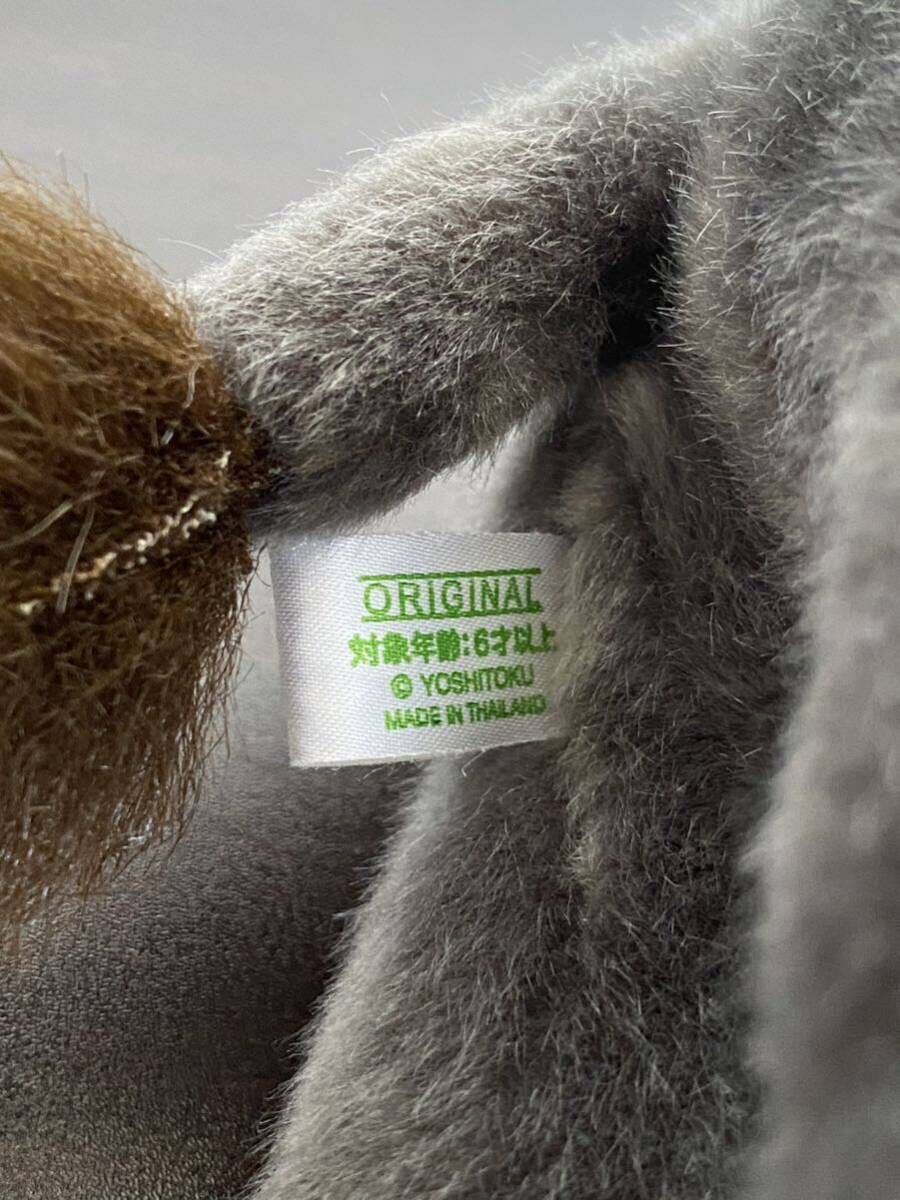 ORIGINAL
対象年齢:6才以上
© YOSHITOKU
MADE IN THAILAND